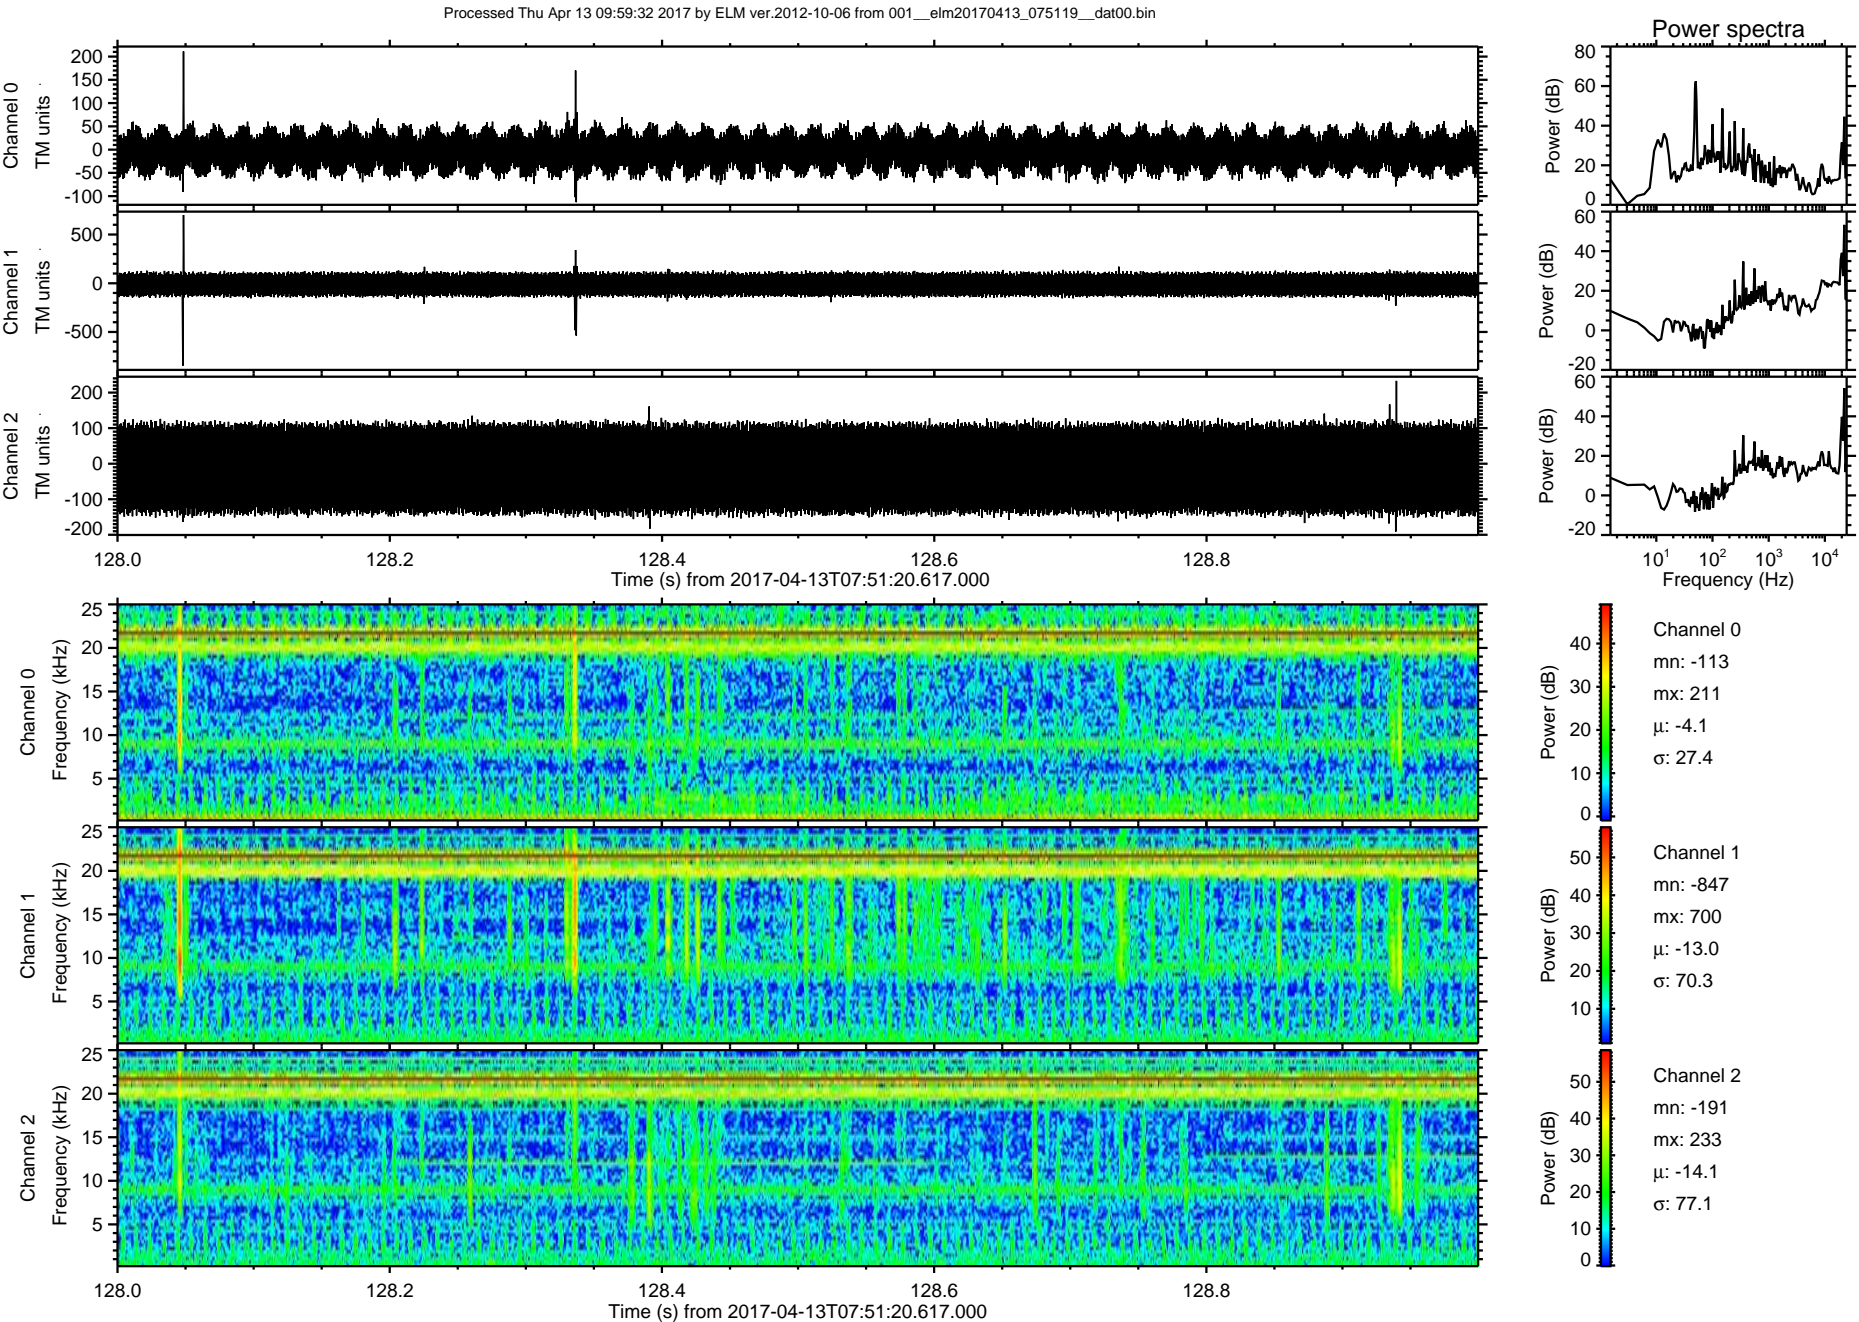 Processed Thu Apr 13 09:59:32 2017 by ELM ver.2012-10-06 from 001__elm20170413_075119__dat00.bin
Power spectra
Channel 0
TM units
200
150
100
50
0
-50
-100
Power (dB)
80
60
40
20
0
Channel 1
TM units
500
0
-500
Power (dB)
60
40
20
0
-20
Channel 2
TM units
200
100
0
-100
-200
Power (dB)
60
40
20
0
-20
128.0 128.2 128.4 128.6 128.8
Time (s) from 2017-04-13T07:51:20.617.000
10¹ 10² 10³ 10⁴
Frequency (Hz)
Channel 0
Frequency (kHz)
25
20
15
10
5
Power (dB)
40
30
20
10
0
Channel 0
mn: -113
mx: 211
μ: -4.1
σ: 27.4
Channel 1
Frequency (kHz)
25
20
15
10
5
Power (dB)
50
40
30
20
10
Channel 1
mn: -847
mx: 700
μ: -13.0
σ: 70.3
Channel 2
Frequency (kHz)
25
20
15
10
5
Power (dB)
50
40
30
20
10
0
Channel 2
mn: -191
mx: 233
μ: -14.1
σ: 77.1
128.0 128.2 128.4 128.6 128.8
Time (s) from 2017-04-13T07:51:20.617.000